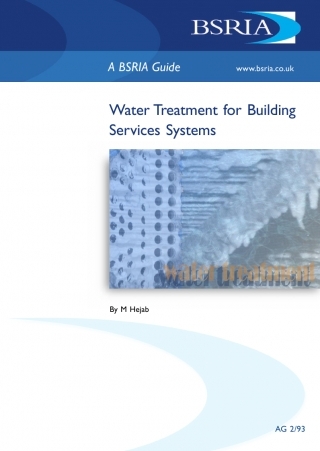 BSRIA
A BSRIA Guide
www.bsria.co.uk
Water Treatment for Building
Services Systems
water treatment
By M Hejab
AG 2/93